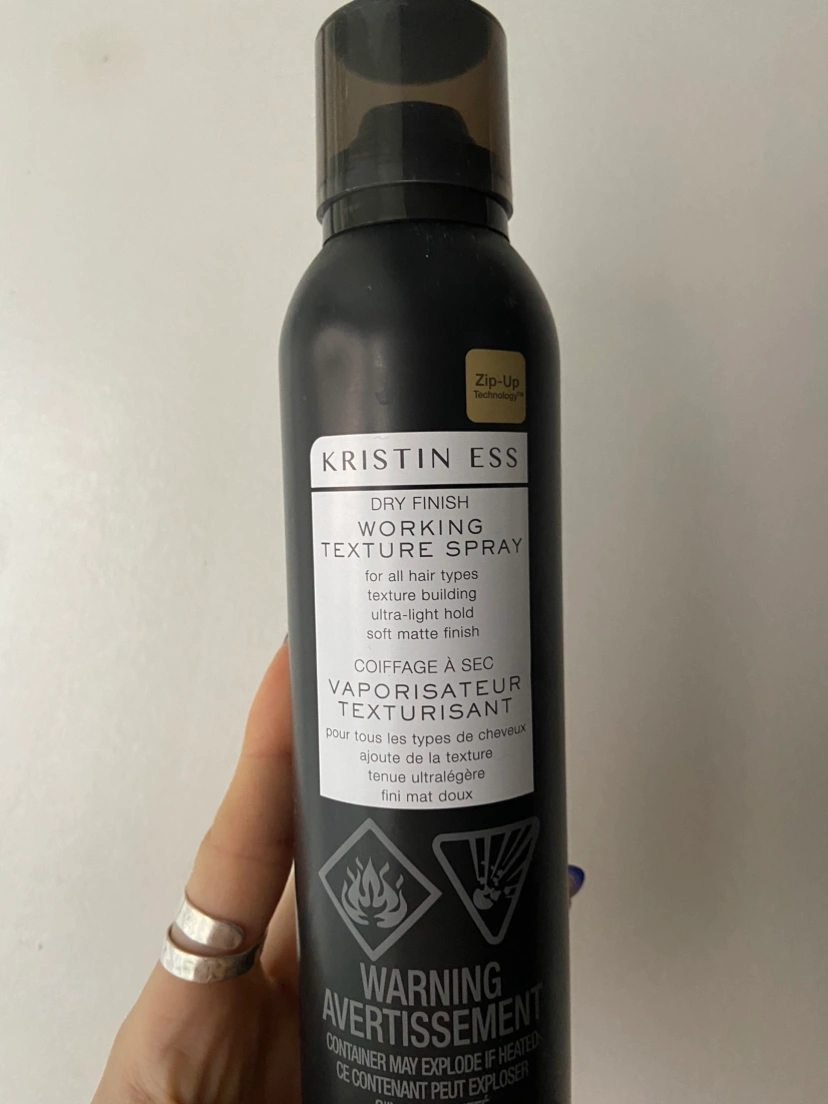 Zip-Up
Technology™
KRISTIN ESS
DRY FINISH
WORKING
TEXTURE SPRAY
for all hair types
texture building
ultra-light hold
soft matte finish
COIFFAGE À SEC
VAPORISATEUR
TEXTURISANT
pour tous les types de cheveux
ajoute de la texture
tenue ultralégère
fini mat doux
WARNING
AVERTISSEMENT
CONTAINER MAY EXPLODE IF HEATED.
CE CONTENANT PEUT EXPLOSER